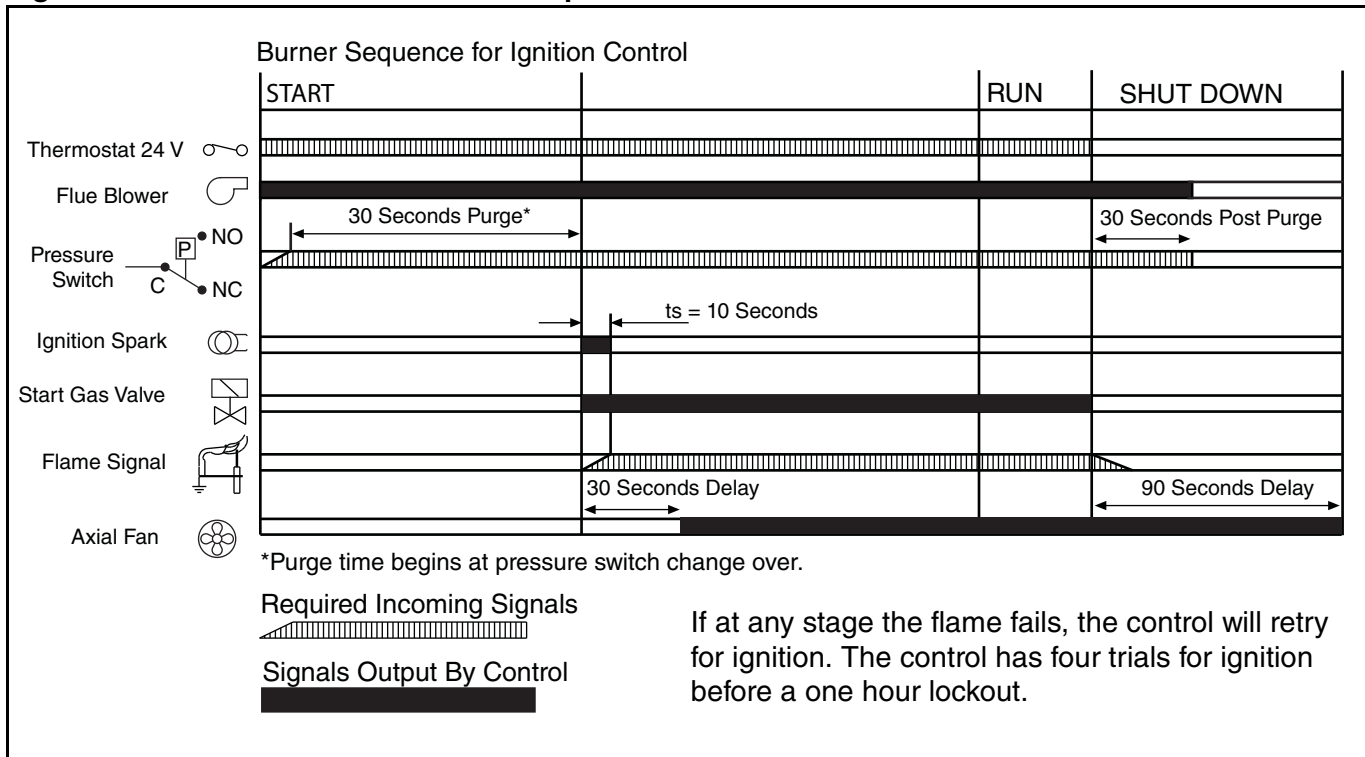 Burner Sequence for Ignition Control
START
RUN
SHUT DOWN
Thermostat 24 V
Flue Blower
30 Seconds Purge*
30 Seconds Post Purge
Pressure
Switch
P
NO
C
NC
ts = 10 Seconds
Ignition Spark
Start Gas Valve
Flame Signal
30 Seconds Delay
90 Seconds Delay
Axial Fan
*Purge time begins at pressure switch change over.
Required Incoming Signals
Signals Output By Control
If at any stage the flame fails, the control will retry
for ignition. The control has four trials for ignition
before a one hour lockout.